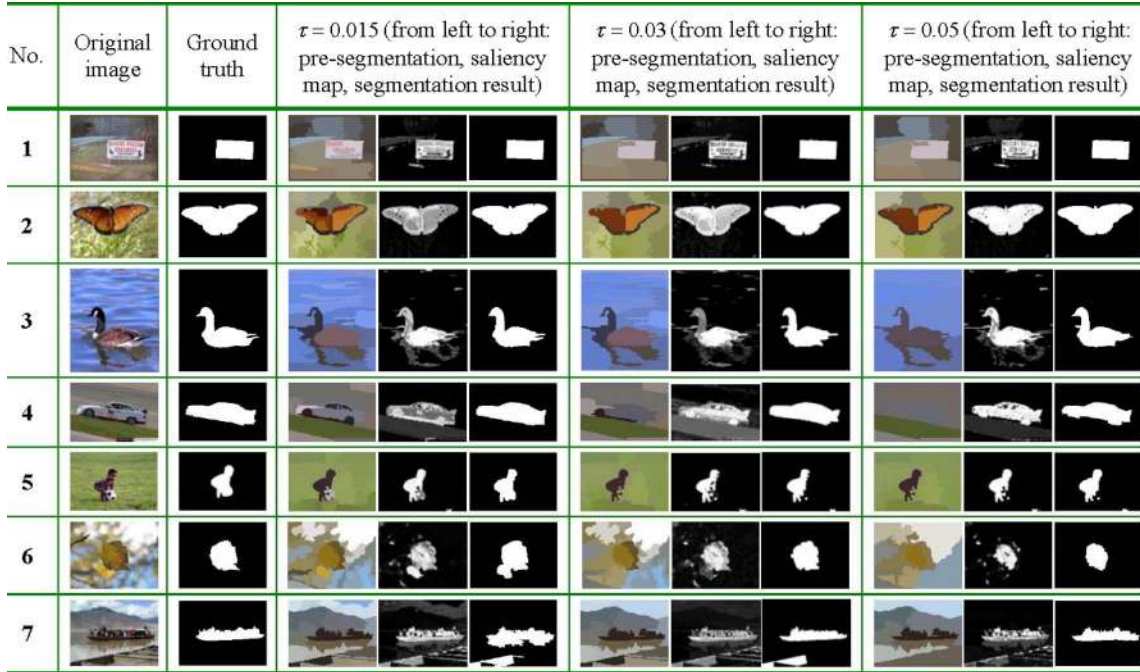 No.
Original
image
Ground
truth
τ = 0.015 (from left to right:
pre-segmentation, saliency
map, segmentation result)
τ = 0.03 (from left to right:
pre-segmentation, saliency
map, segmentation result)
τ = 0.05 (from left to right:
pre-segmentation, saliency
map, segmentation result)
1
2
3
4
5
6
7